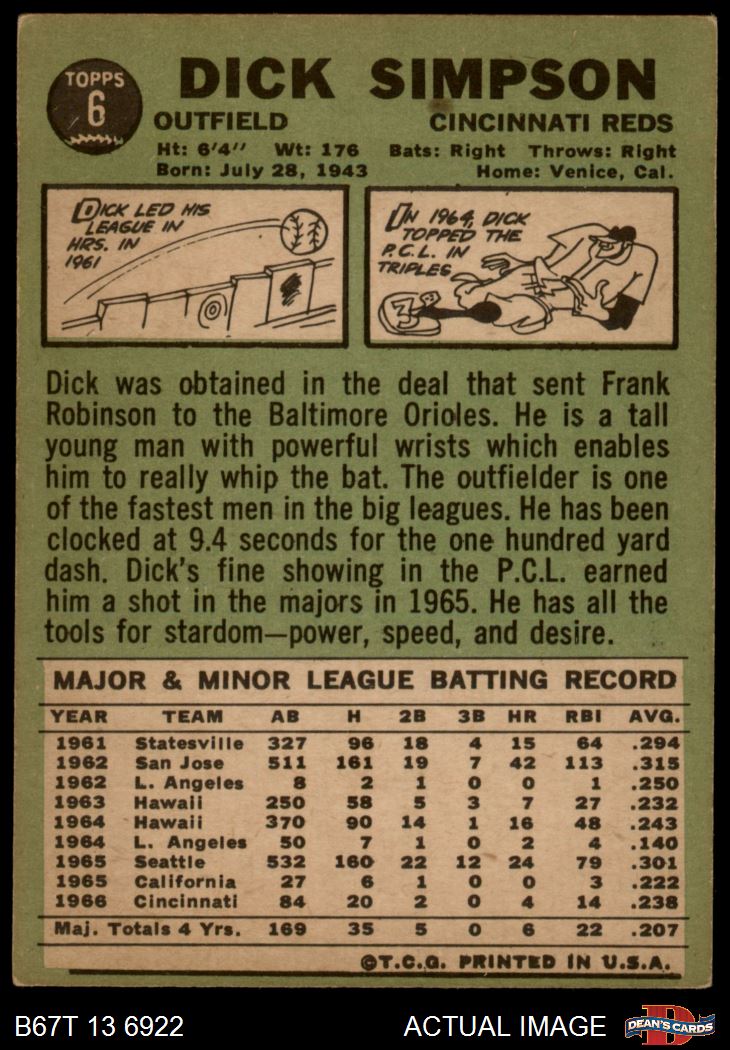 TOPPS
6
DICK SIMPSON
OUTFIELD CINCINNATI REDS
Ht: 6'4" Wt: 176 Bats: Right Throws: Right
Born: July 28, 1943 Home: Venice, Cal.
DICK LED HIS
LEAGUE IN
HRS. IN
1961
IN 1964, DICK
TOPPED THE
P.C.L. IN
TRIPLES
3
Dick was obtained in the deal that sent Frank
Robinson to the Baltimore Orioles. He is a tall
young man with powerful wrists which enables
him to really whip the bat. The outfielder is one
of the fastest men in the big leagues. He has been
clocked at 9.4 seconds for the one hundred yard
dash. Dick's fine showing in the P.C.L. earned
him a shot in the majors in 1965. He has all the
tools for stardom—power, speed, and desire.
MAJOR & MINOR LEAGUE BATTING RECORD
YEAR TEAM AB H 2B 3B HR RBI AVG.
1961 Statesville 327 96 18 4 15 64 .294
1962 San Jose 511 161 19 7 42 113 .315
1962 L. Angeles 8 2 1 0 0 1 .250
1963 Hawaii 250 58 5 3 7 27 .232
1964 Hawaii 370 90 14 1 16 48 .243
1964 L. Angeles 50 7 1 0 2 4 .140
1965 Seattle 532 160 22 12 24 79 .301
1965 California 27 6 1 0 0 3 .222
1966 Cincinnati 84 20 2 0 4 14 .238
Maj. Totals 4 Yrs. 169 35 5 0 6 22 .207
©T.C.G. PRINTED IN U.S.A.
B67T 13 6922 ACTUAL IMAGE
D
DEAN'S CARDS